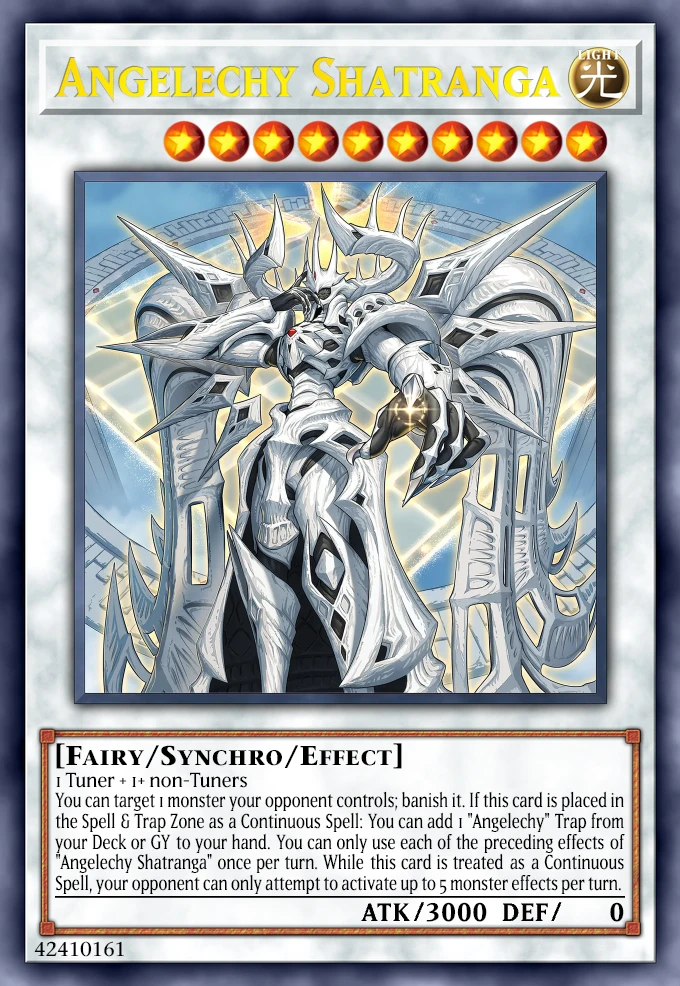 Angelechy Shatranga
LIGHT
光
[Fairy/Synchro/Effect]
1 Tuner + 1+ non-Tuners
You can target 1 monster your opponent controls; banish it. If this card is placed in
the Spell & Trap Zone as a Continuous Spell: You can add 1 "Angelechy" Trap from
your Deck or GY to your hand. You can only use each of the preceding effects of
"Angelechy Shatranga" once per turn. While this card is treated as a Continuous
Spell, your opponent can only attempt to activate up to 5 monster effects per turn.
ATK/3000 DEF/ 0
42410161